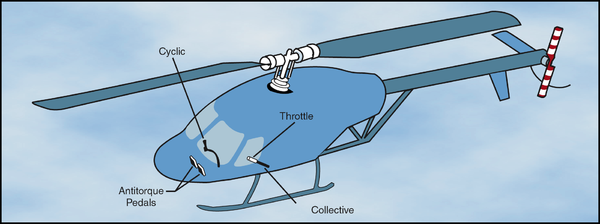 Cyclic
Throttle
Antitorque
Pedals
Collective